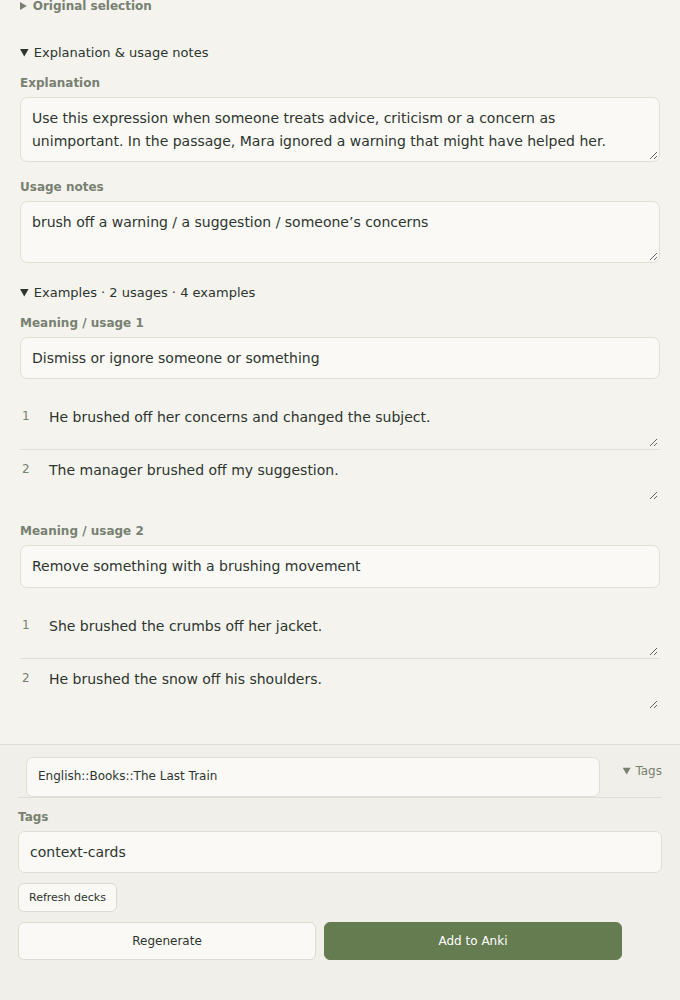 Original selection
Explanation & usage notes
Explanation
Use this expression when someone treats advice, criticism or a concern as
unimportant. In the passage, Mara ignored a warning that might have helped her.
Usage notes
brush off a warning / a suggestion / someone’s concerns
Examples · 2 usages · 4 examples
Meaning / usage 1
Dismiss or ignore someone or something
1 He brushed off her concerns and changed the subject.
2 The manager brushed off my suggestion.
Meaning / usage 2
Remove something with a brushing movement
1 She brushed the crumbs off her jacket.
2 He brushed the snow off his shoulders.
English::Books::The Last Train
Tags
Tags
context-cards
Refresh decks
Regenerate
Add to Anki